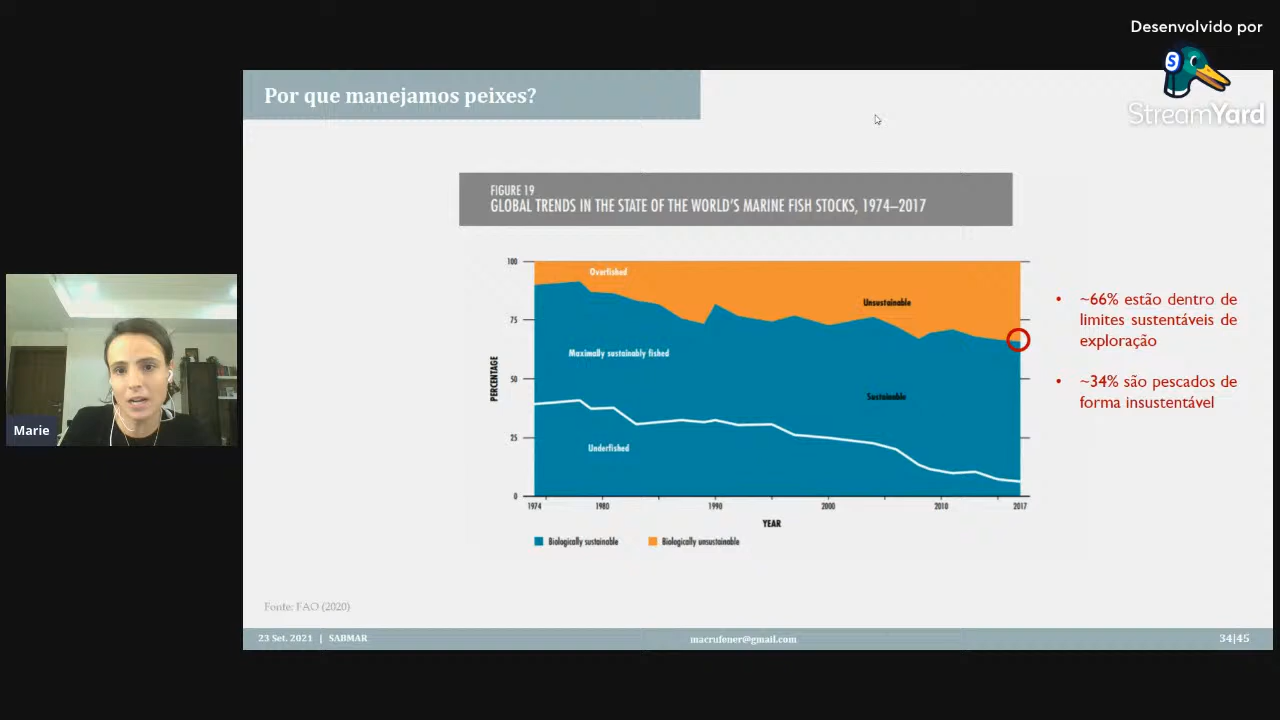 Desenvolvido por
S
StreamYard
Por que manejamos peixes?
FIGURE 19
GLOBAL TRENDS IN THE STATE OF THE WORLD'S MARINE FISH STOCKS, 1974–2017
100
75
50
25
0
PERCENTAGE
Overfished
Unsustainable
Maximally sustainably fished
Sustainable
Underfished
1974
1980
1990
2000
2010
2017
YEAR
Biologically sustainable
Biologically unsustainable
• ~66% estão dentro de
limites sustentáveis de
exploração
• ~34% são pescados de
forma insustentável
Marie
Fonte: FAO (2020)
23 Set. 2021 | SABMAR
macrufener@gmail.com
34|45